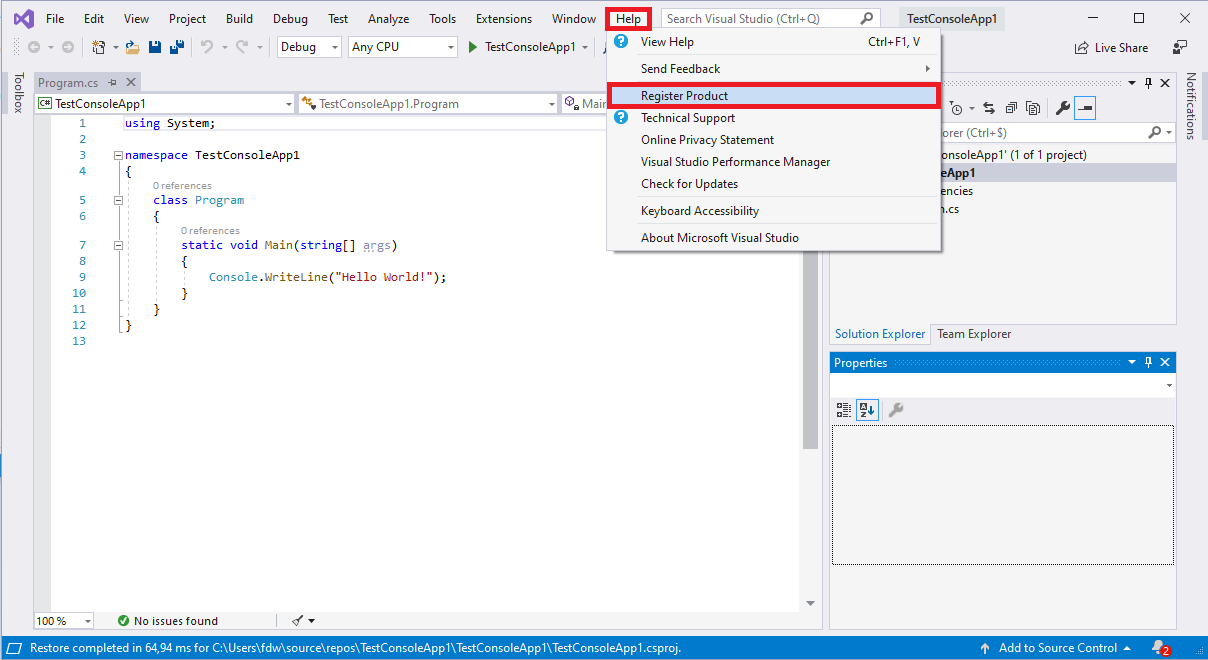 File Edit View Project Build Debug Test Analyze Tools Extensions Window Help Search Visual Studio (Ctrl+Q) TestConsoleApp1
Debug Any CPU TestConsoleApp1 Live Share
View Help Ctrl+F1, V
Send Feedback
Register Product
Technical Support
Online Privacy Statement
Visual Studio Performance Manager
Check for Updates
Keyboard Accessibility
About Microsoft Visual Studio
Toolbox
Program.cs
TestConsoleApp1 TestConsoleApp1.Program Main
1 using System;
2
3 namespace TestConsoleApp1
4 {
0 references
5 class Program
6 {
0 references
7 static void Main(string[] args)
8 {
9 Console.WriteLine("Hello World!");
10 }
11 }
12 }
13
100 % No issues found
orer (Ctrl+$)
onsoleApp1' (1 of 1 project)
eApp1
encies
n.cs
Solution Explorer Team Explorer
Properties
Notifications
Restore completed in 64,94 ms for C:\Users\fdw\source\repos\TestConsoleApp1\TestConsoleApp1\TestConsoleApp1.csproj. Add to Source Control 2